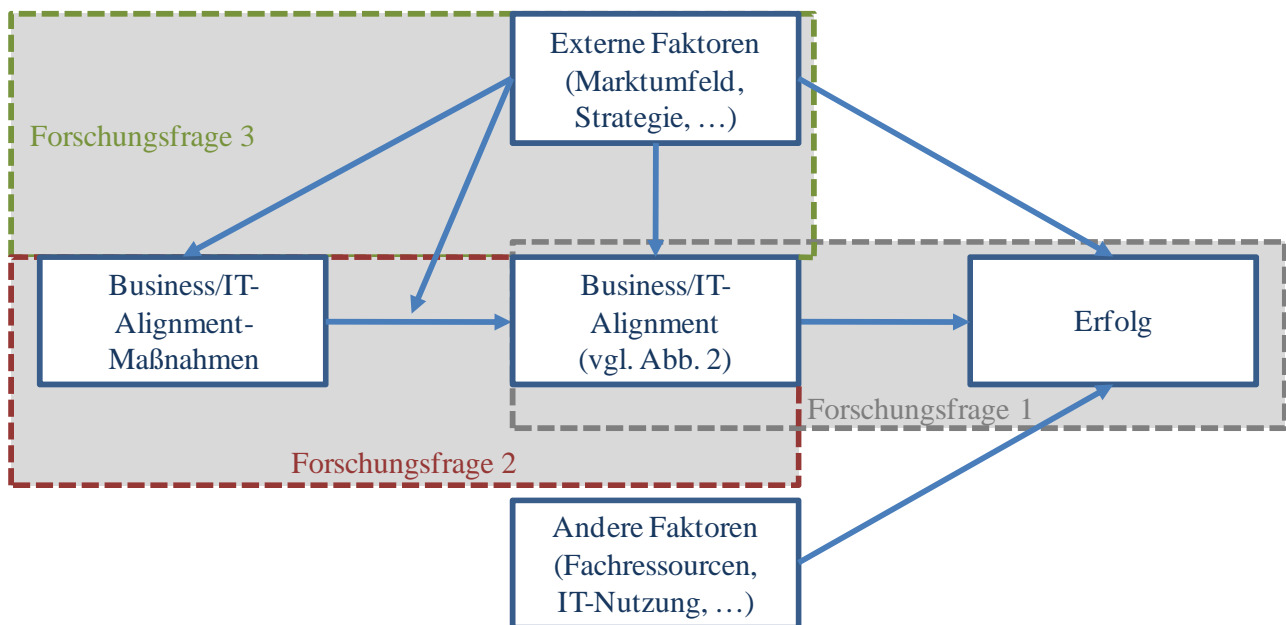 Externe Faktoren
(Marktumfeld,
Strategie, …)
Forschungsfrage 3
Business/IT-
Alignment-
Maßnahmen
Business/IT-
Alignment
(vgl. Abb. 2)
Erfolg
Forschungsfrage 1
Forschungsfrage 2
Andere Faktoren
(Fachressourcen,
IT-Nutzung, …)